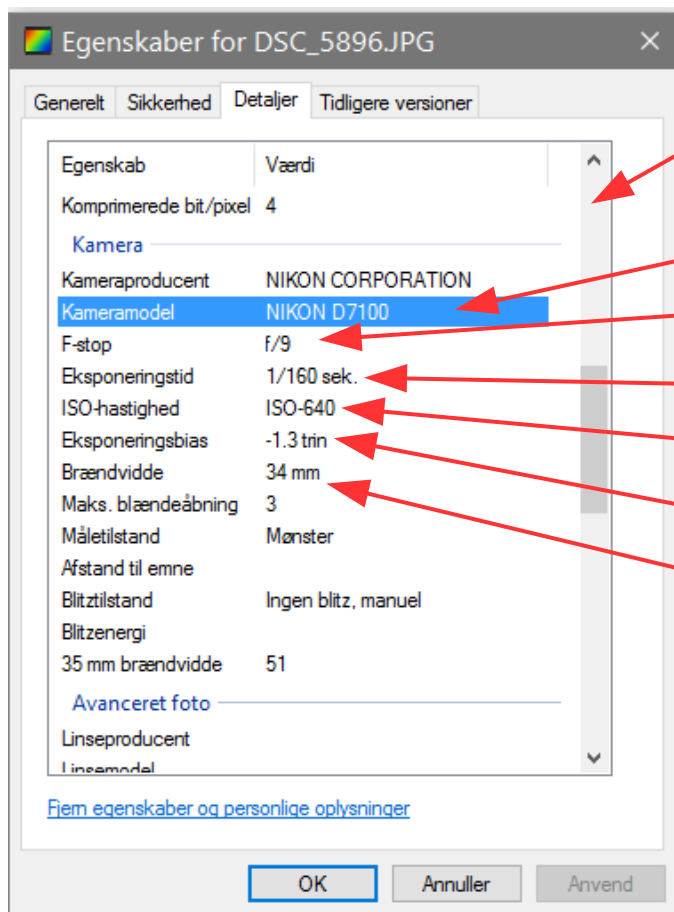 Egenskaber for DSC_5896.JPG
Generelt Sikkerhed Detaljer Tidligere versioner
Egenskab Værdi
Komprimerede bit/pixel 4
Kamera
Kameraproducent NIKON CORPORATION
Kameramodel NIKON D7100
F-stop f/9
Eksponeringstid 1/160 sek.
ISO-hastighed ISO-640
Eksponeringsbias -1.3 trin
Brændvidde 34 mm
Maks. blændeåbning 3
Måletilstand Mønster
Afstand til emne
Blitztilstand Ingen blitz, manuel
Blitzenergi
35 mm brændvidde 51
Avanceret foto
Linseproducent
Linsemodel
Fjern egenskaber og personlige oplysninger
OK Annuller Anvend